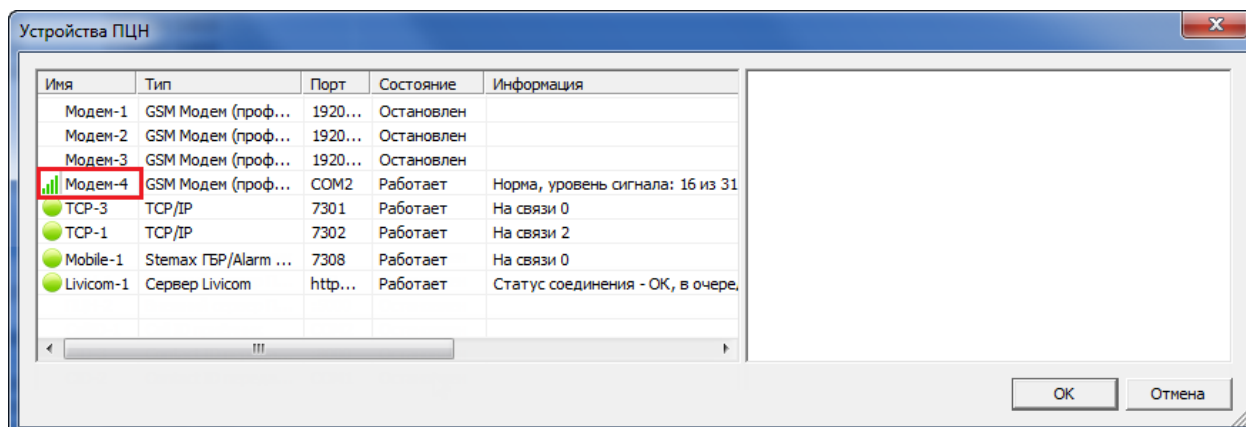 Устройства ПЦН
Имя Тип Порт Состояние Информация
Модем-1 GSM Модем (проф... 1920... Остановлен
Модем-2 GSM Модем (проф... 1920... Остановлен
Модем-3 GSM Модем (проф... 1920... Остановлен
Модем-4 GSM Модем (проф... COM2 Работает Норма, уровень сигнала: 16 из 31
TCP-3 TCP/IP 7301 Работает На связи 0
TCP-1 TCP/IP 7302 Работает На связи 2
Mobile-1 Stemax ГБР/Alarm ... 7308 Работает На связи 0
Livicom-1 Сервер Livicom http... Работает Статус соединения - ОК, в очере
OK Отмена